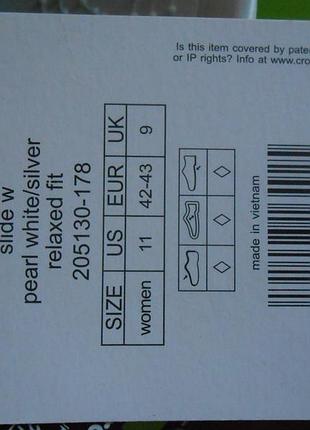 Is this item covered by pate
or IP rights? Info at www.cro
slide w
pearl white/silver
relaxed fit
205130-178
SIZE US EUR UK
women 11 42-43 9
made in vietnam